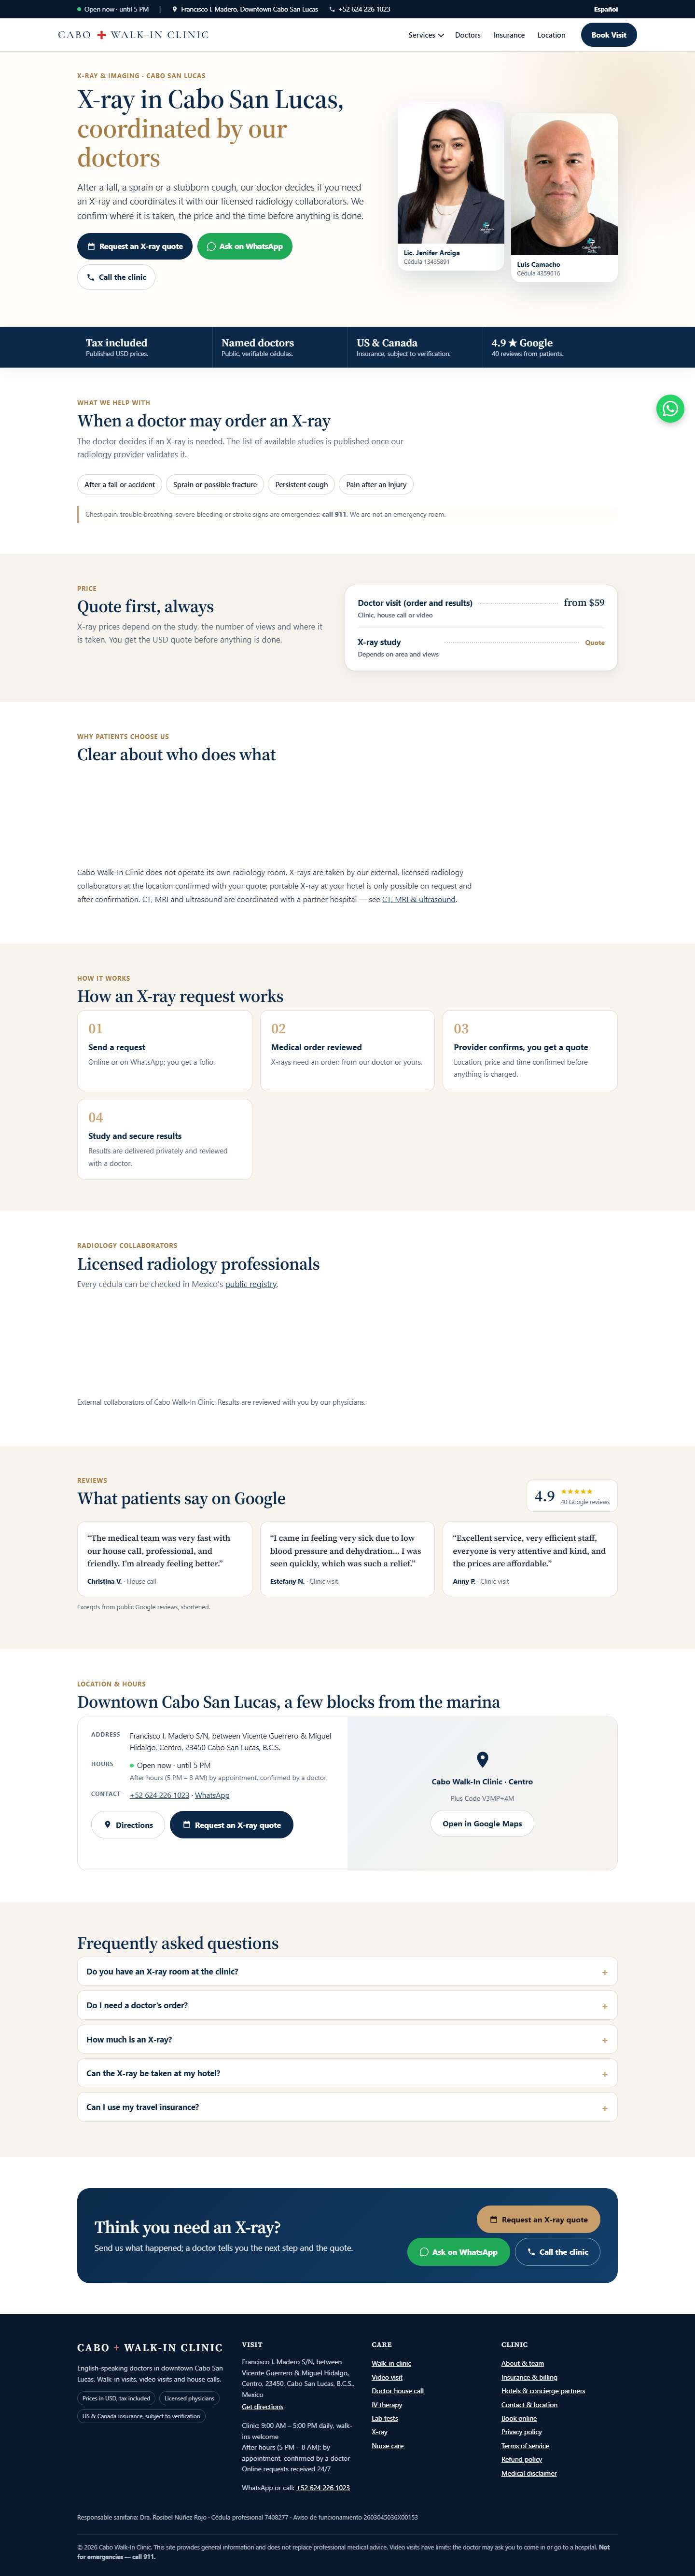 Open now · until 5 PM
Francisco I. Madero, Downtown Cabo San Lucas
+52 624 226 1023
Español
CABO + WALK-IN CLINIC
Services
Doctors
Insurance
Location
Book Visit
X-RAY & IMAGING · CABO SAN LUCAS
X-ray in Cabo San Lucas,
coordinated by our
doctors
After a fall, a sprain or a stubborn cough, our doctor decides if you need
an X-ray and coordinates it with our licensed radiology collaborators. We
confirm where it is taken, the price and the time before anything is done.
Request an X-ray quote
Ask on WhatsApp
Call the clinic
Lic. Jenifer Arciga
Cédula 13435891
Luis Camacho
Cédula 4359616
Tax included
Published USD prices.
Named doctors
Public, verifiable cédulas.
US & Canada
Insurance, subject to verification.
4.9 ★ Google
40 reviews from patients.
WHAT WE HELP WITH
When a doctor may order an X-ray
The doctor decides if an X-ray is needed. The list of available studies is published once our
radiology provider validates it.
After a fall or accident
Sprain or possible fracture
Persistent cough
Pain after an injury
Chest pain, trouble breathing, severe bleeding or stroke signs are emergencies: call 911. We are not an emergency room.
PRICE
Quote first, always
X-ray prices depend on the study, the number of views and where it
is taken. You get the USD quote before anything is done.
Doctor visit (order and results)
from $59
Clinic, house call or video
X-ray study
Quote
Depends on area and views
WHY PATIENTS CHOOSE US
Clear about who does what
Cabo Walk-In Clinic does not operate its own radiology room. X-rays are taken by our external, licensed radiology
collaborators at the location confirmed with your quote; portable X-ray at your hotel is only possible on request and
after confirmation. CT, MRI and ultrasound are coordinated with a partner hospital — see CT, MRI & ultrasound.
HOW IT WORKS
How an X-ray request works
01
Send a request
Online or on WhatsApp; you get a folio.
02
Medical order reviewed
X-rays need an order: from our doctor or yours.
03
Provider confirms, you get a quote
Location, price and time confirmed before
anything is charged.
04
Study and secure results
Results are delivered privately and reviewed
with a doctor.
RADIOLOGY COLLABORATORS
Licensed radiology professionals
Every cédula can be checked in Mexico's public registry.
External collaborators of Cabo Walk-In Clinic. Results are reviewed with you by our physicians.
REVIEWS
What patients say on Google
4.9
★★★★★
40 Google reviews
“The medical team was very fast with
our house call, professional, and
friendly. I'm already feeling better.”
Christina V. · House call
“I came in feeling very sick due to low
blood pressure and dehydration… I was
seen quickly, which was such a relief.”
Estefany N. · Clinic visit
“Excellent service, very efficient staff,
everyone is very attentive and kind, and
the prices are affordable.”
Anny P. · Clinic visit
Excerpts from public Google reviews, shortened.
LOCATION & HOURS
Downtown Cabo San Lucas, a few blocks from the marina
ADDRESS
Francisco I. Madero S/N, between Vicente Guerrero & Miguel
Hidalgo, Centro, 23450 Cabo San Lucas, B.C.S.
HOURS
Open now · until 5 PM
After hours (5 PM – 8 AM) by appointment, confirmed by a doctor
CONTACT
+52 624 226 1023 · WhatsApp
Directions
Request an X-ray quote
Cabo Walk-In Clinic · Centro
Plus Code V3MP+4M
Open in Google Maps
Frequently asked questions
Do you have an X-ray room at the clinic?
+
Do I need a doctor's order?
+
How much is an X-ray?
+
Can the X-ray be taken at my hotel?
+
Can I use my travel insurance?
+
Think you need an X-ray?
Send us what happened; a doctor tells you the next step and the quote.
Request an X-ray quote
Ask on WhatsApp
Call the clinic
CABO + WALK-IN CLINIC
English-speaking doctors in downtown Cabo San
Lucas. Walk-in visits, video visits and house calls.
Prices in USD, tax included
Licensed physicians
US & Canada insurance, subject to verification
VISIT
Francisco I. Madero S/N, between
Vicente Guerrero & Miguel Hidalgo,
Centro, 23450, Cabo San Lucas, B.C.S.,
Mexico
Get directions
Clinic: 9:00 AM – 5:00 PM daily, walk-
ins welcome
After hours (5 PM – 8 AM): by
appointment, confirmed by a doctor
Online requests received 24/7
WhatsApp or call: +52 624 226 1023
CARE
Walk-in clinic
Video visit
Doctor house call
IV therapy
Lab tests
X-ray
Nurse care
CLINIC
About & team
Insurance & billing
Hotels & concierge partners
Contact & location
Book online
Privacy policy
Terms of service
Refund policy
Medical disclaimer
Responsable sanitaria: Dra. Rosibel Núñez Rojo · Cédula profesional 7408277 · Aviso de funcionamiento 2603045036X00153
© 2026 Cabo Walk-In Clinic. This site provides general information and does not replace professional medical advice. Video visits have limits: the doctor may ask you to come in or go to a hospital. Not
for emergencies — call 911.